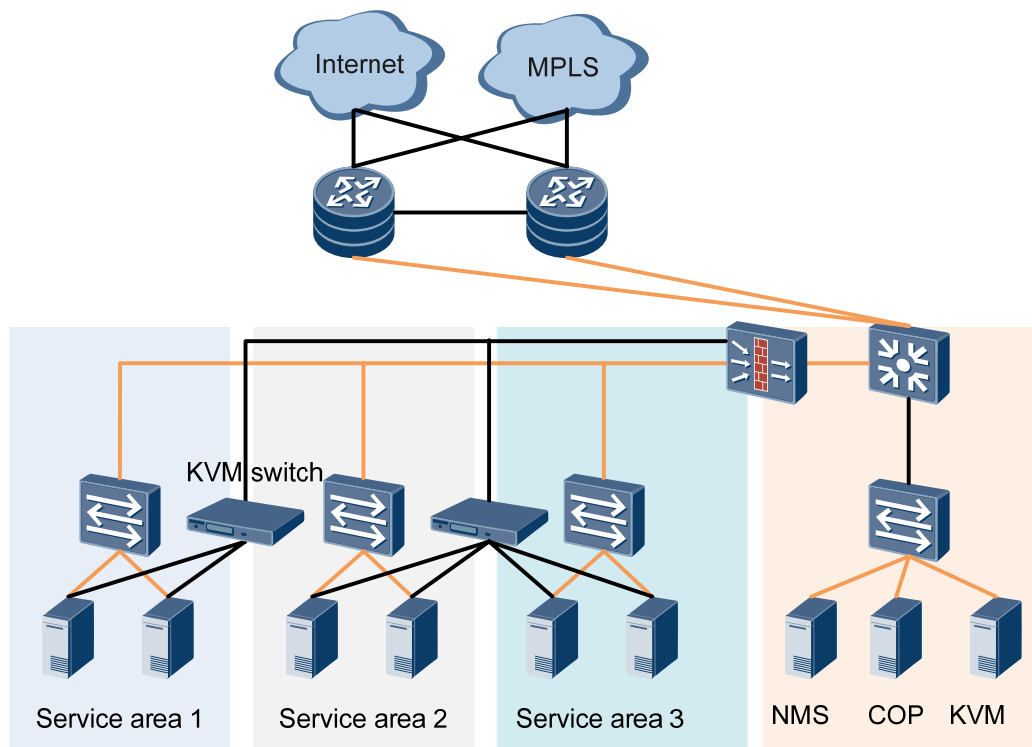 Internet
MPLS
KVM switch
Service area 1
Service area 2
Service area 3
NMS
COP
KVM